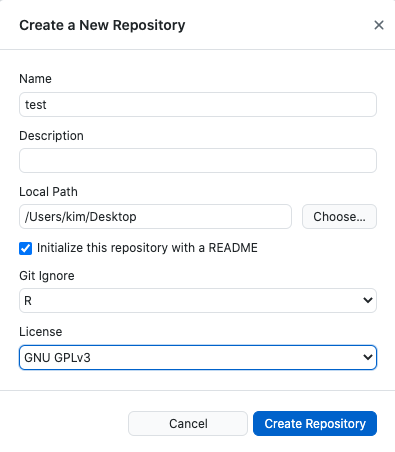 Create a New Repository
Name
test
Description
Local Path
/Users/kim/Desktop
Choose...
Initialize this repository with a README
Git Ignore
R
License
GNU GPLv3
Cancel
Create Repository